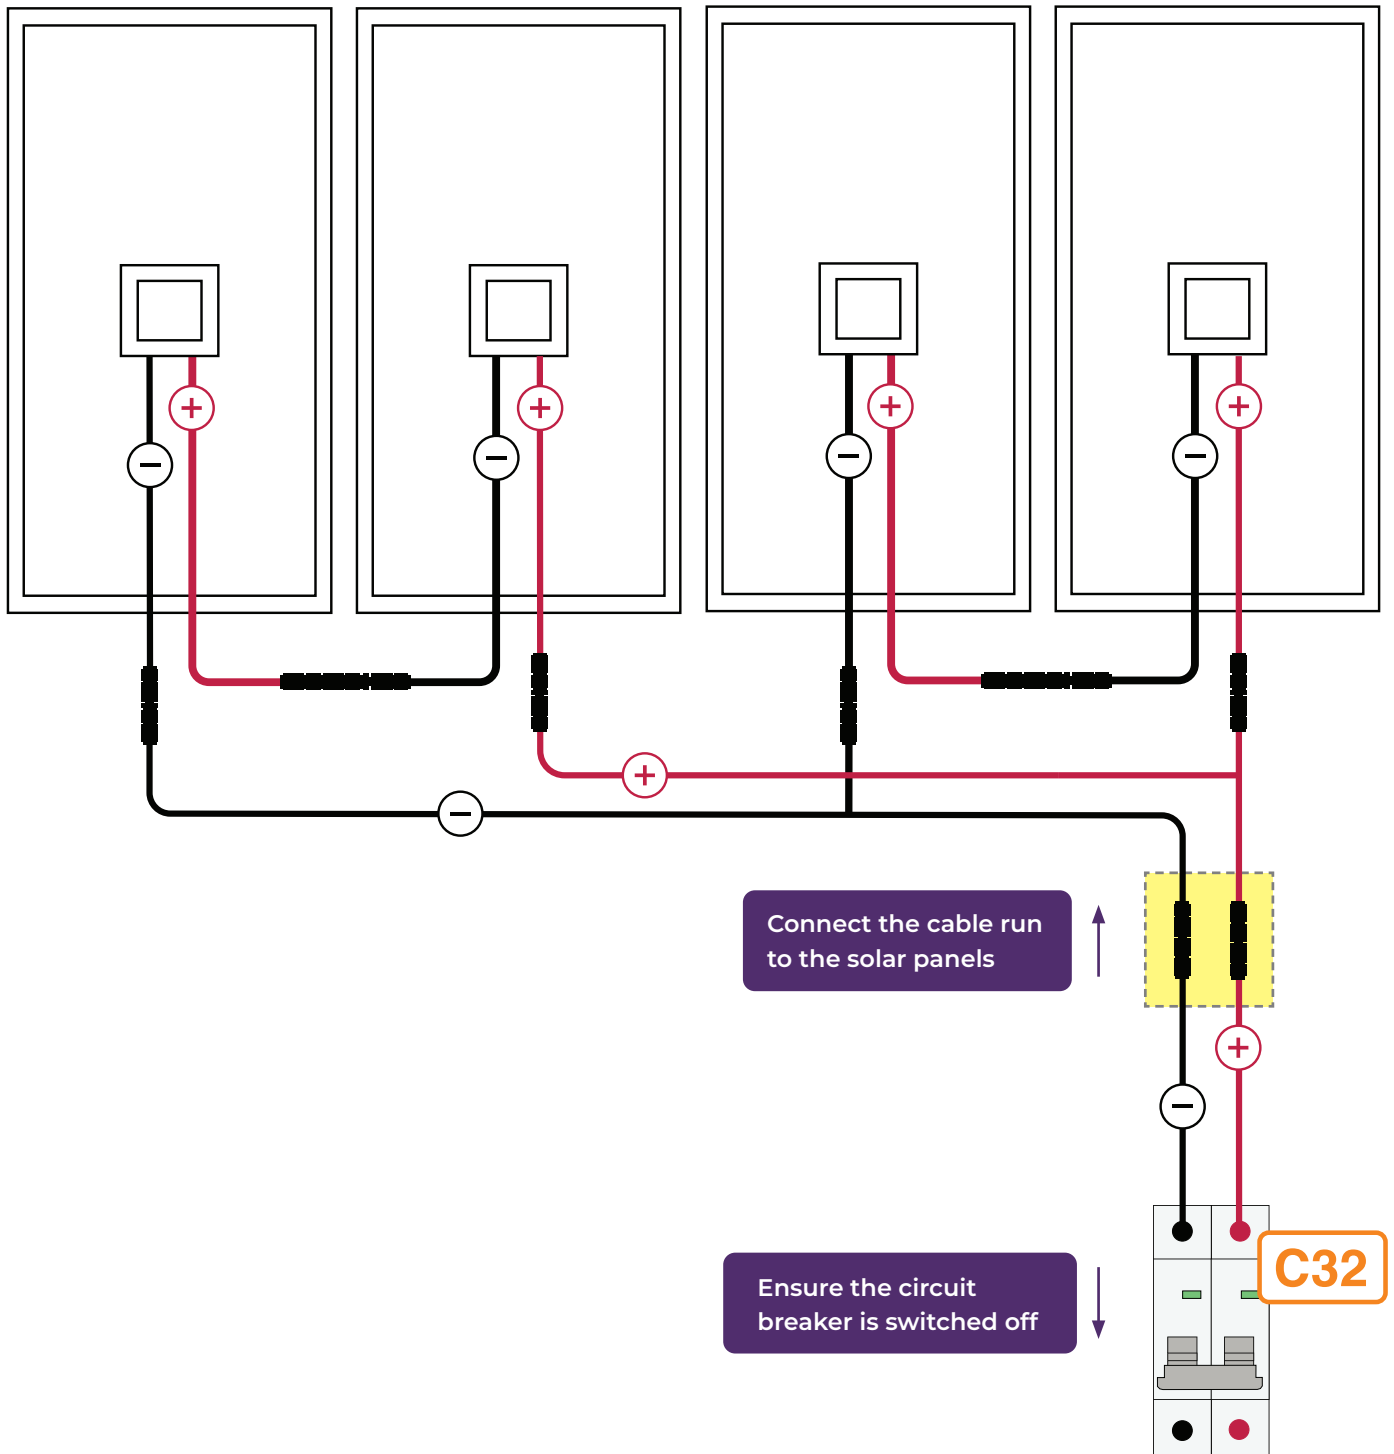 +
+
+
+
−
−
−
−
+
−
Connect the cable run
to the solar panels
+
−
C32
Ensure the circuit
breaker is switched off